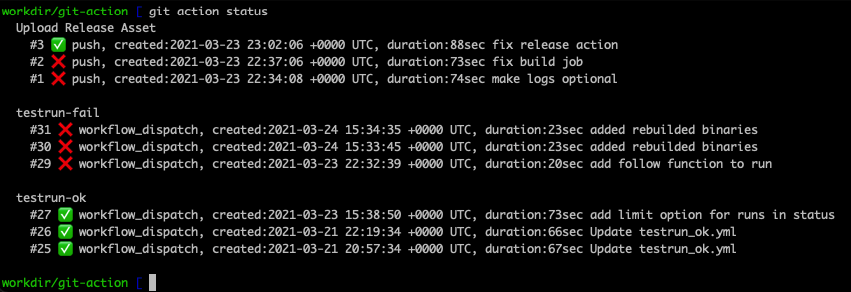 workdir/git-action [ git action status
Upload Release Asset
#3 ✅ push, created:2021-03-23 23:02:06 +0000 UTC, duration:88sec fix release action
#2 ❌ push, created:2021-03-23 22:37:06 +0000 UTC, duration:73sec fix build job
#1 ❌ push, created:2021-03-23 22:34:08 +0000 UTC, duration:74sec make logs optional
testrun-fail
#31 ❌ workflow_dispatch, created:2021-03-24 15:34:35 +0000 UTC, duration:23sec added rebuilded binaries
#30 ❌ workflow_dispatch, created:2021-03-24 15:33:45 +0000 UTC, duration:23sec added rebuilded binaries
#29 ❌ workflow_dispatch, created:2021-03-23 22:32:39 +0000 UTC, duration:20sec add follow function to run
testrun-ok
#27 ✅ workflow_dispatch, created:2021-03-23 15:38:50 +0000 UTC, duration:73sec add limit option for runs in status
#26 ✅ workflow_dispatch, created:2021-03-21 22:19:34 +0000 UTC, duration:66sec Update testrun_ok.yml
#25 ✅ workflow_dispatch, created:2021-03-21 20:57:34 +0000 UTC, duration:67sec Update testrun_ok.yml
workdir/git-action [